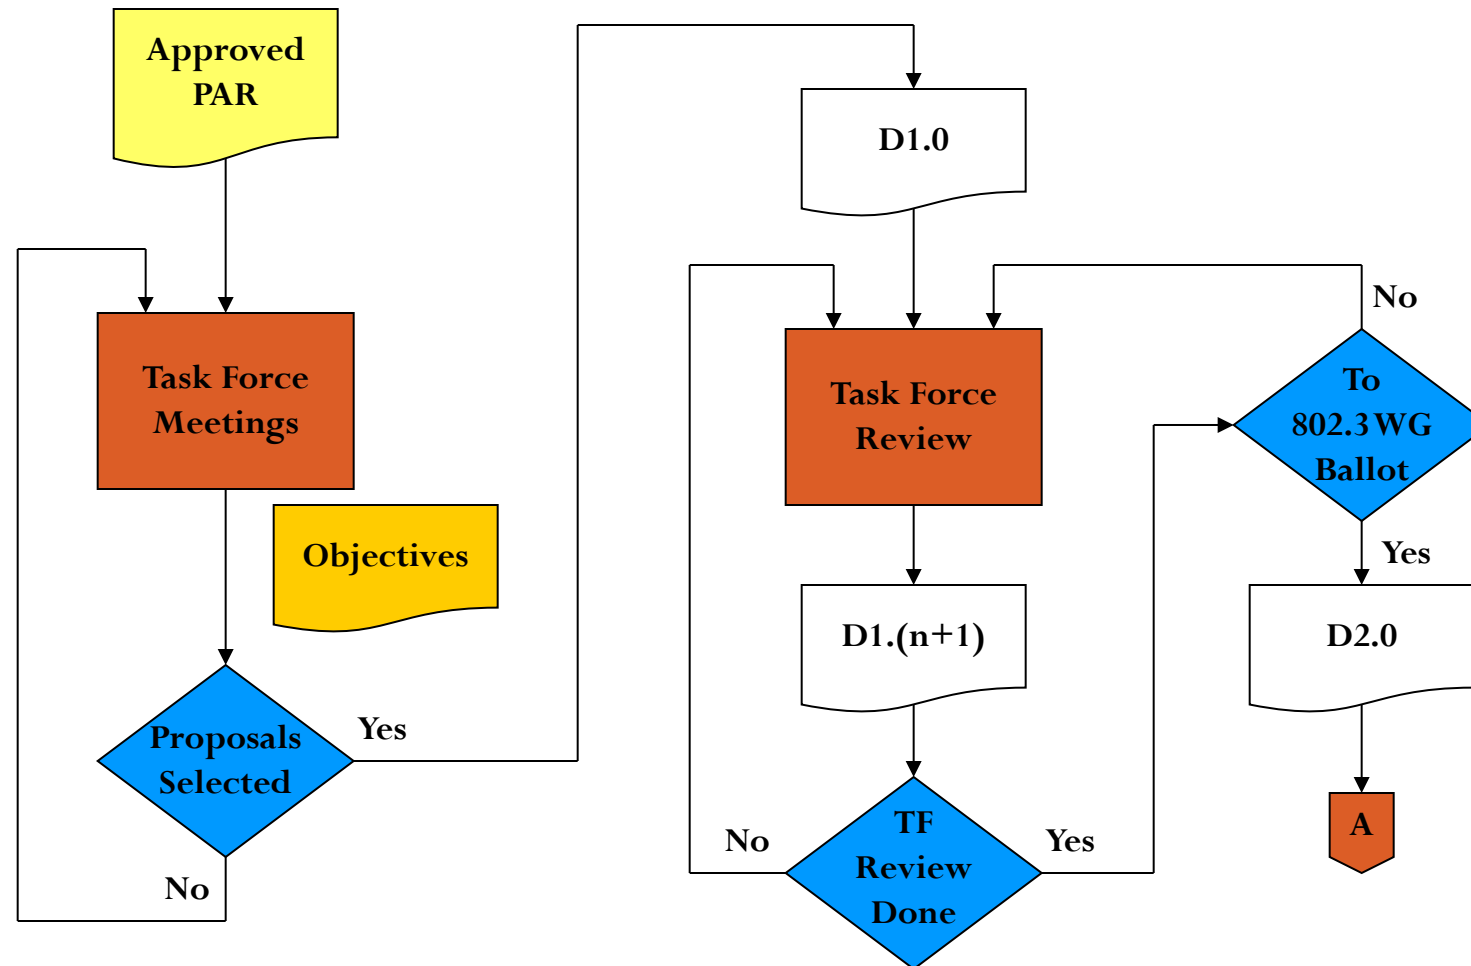 Approved
PAR
Task Force
Meetings
Objectives
Proposals
Selected
Yes
No
D1.0
Task Force
Review
D1.(n+1)
TF
Review
Done
No
Yes
To
802.3 WG
Ballot
No
Yes
D2.0
A